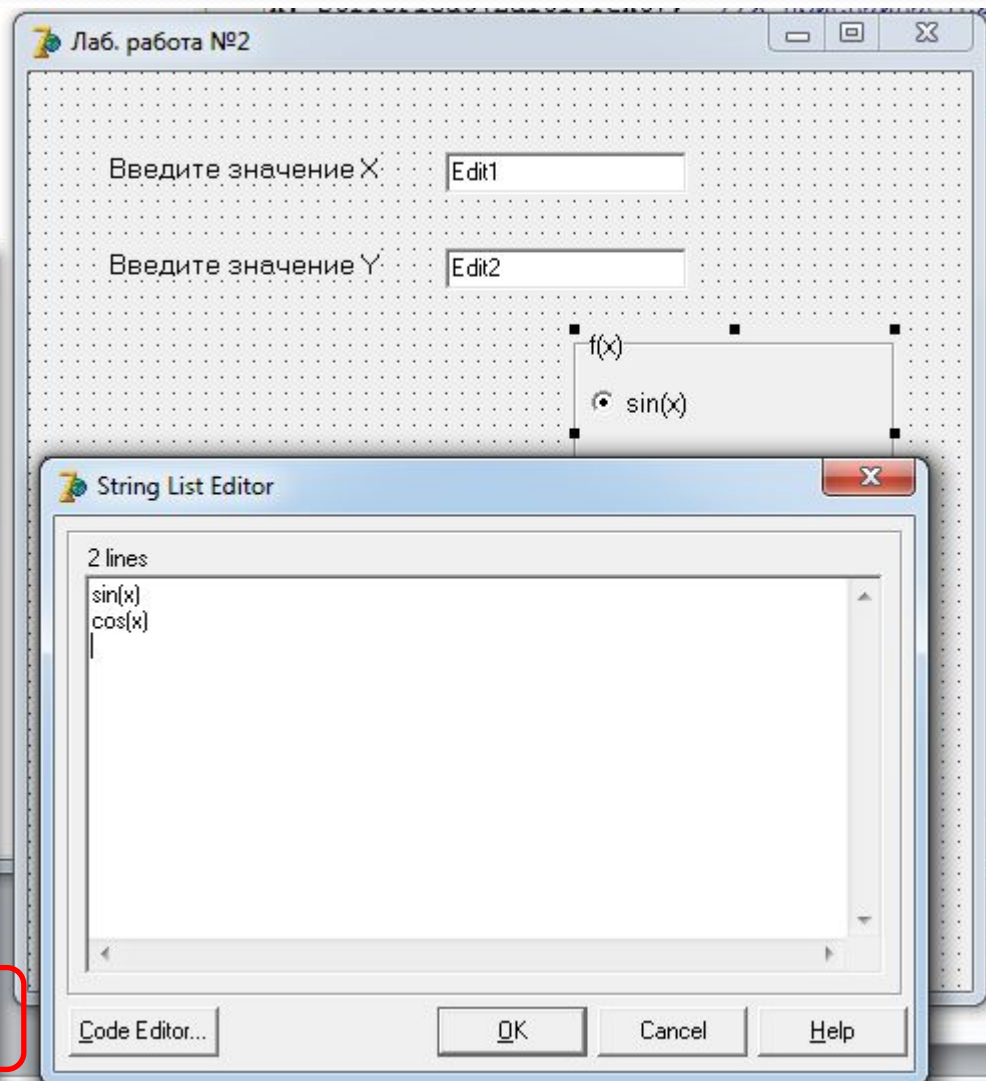 Лаб. работа №2
Введите значение X
Edit1
Введите значение Y
Edit2
f(x)
sin(x)
String List Editor
2 lines
sin(x)
cos(x)
Code Editor...
OK
Cancel
Help